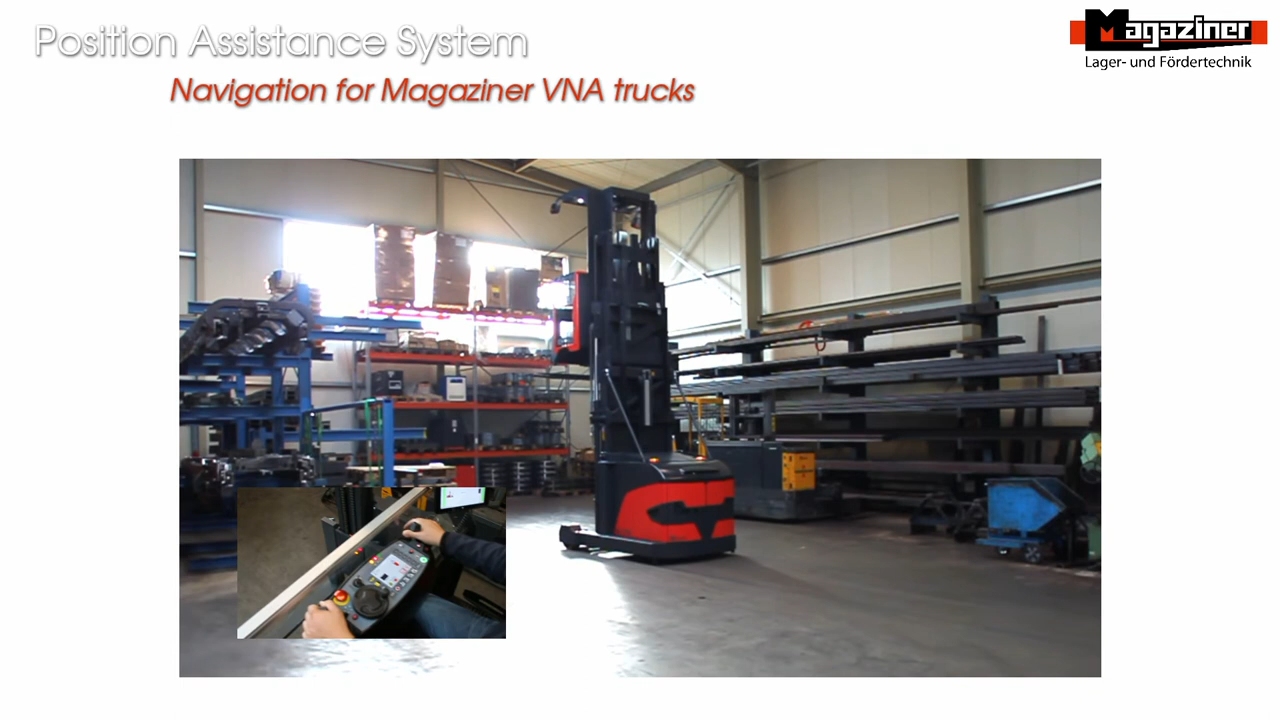 Position Assistance System
Magaziner
Lager- und Fördertechnik
Navigation for Magaziner VNA trucks